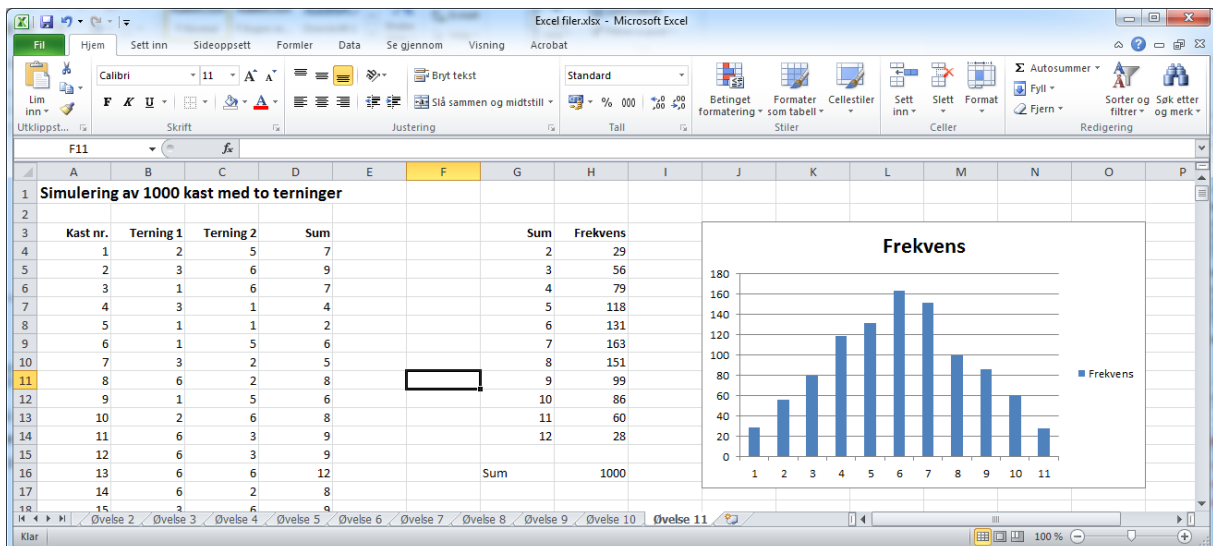 Excel filer.xlsx - Microsoft Excel
Fil Hjem Sett inn Sideoppsett Formler Data Se gjennom Visning Acrobat
Lim inn
Calibri 11
F K U
Bryt tekst
Slå sammen og midtstill
Standard
% 000
Betinget formatering
Formater som tabell
Cellestiler
Sett inn
Slett
Format
Σ Autosummer
Fyll
Fjern
Sorter og filtrer
Søk etter og merk
Utklippst... Skrift Justering Tall Stiler Celler Redigering
F11 fx
A B C D E F G H I J K L M N O P
1 Simulering av 1000 kast med to terninger
2
3 Kast nr. Terning 1 Terning 2 Sum Sum Frekvens
4 1 2 5 7 2 29
5 2 3 6 9 3 56
6 3 1 6 7 4 79
7 4 3 1 4 5 118
8 5 1 1 2 6 131
9 6 1 5 6 7 163
10 7 3 2 5 8 151
11 8 6 2 8 9 99
12 9 1 5 6 10 86
13 10 2 6 8 11 60
14 11 6 3 9 12 28
15 12 6 3 9
16 13 6 6 12 Sum 1000
17 14 6 2 8
18 15 3 6 9
Frekvens
180
160
140
120
100
80
60
40
20
0
1 2 3 4 5 6 7 8 9 10 11
Frekvens
Øvelse 2 Øvelse 3 Øvelse 4 Øvelse 5 Øvelse 6 Øvelse 7 Øvelse 8 Øvelse 9 Øvelse 10 Øvelse 11
Klar 100 %